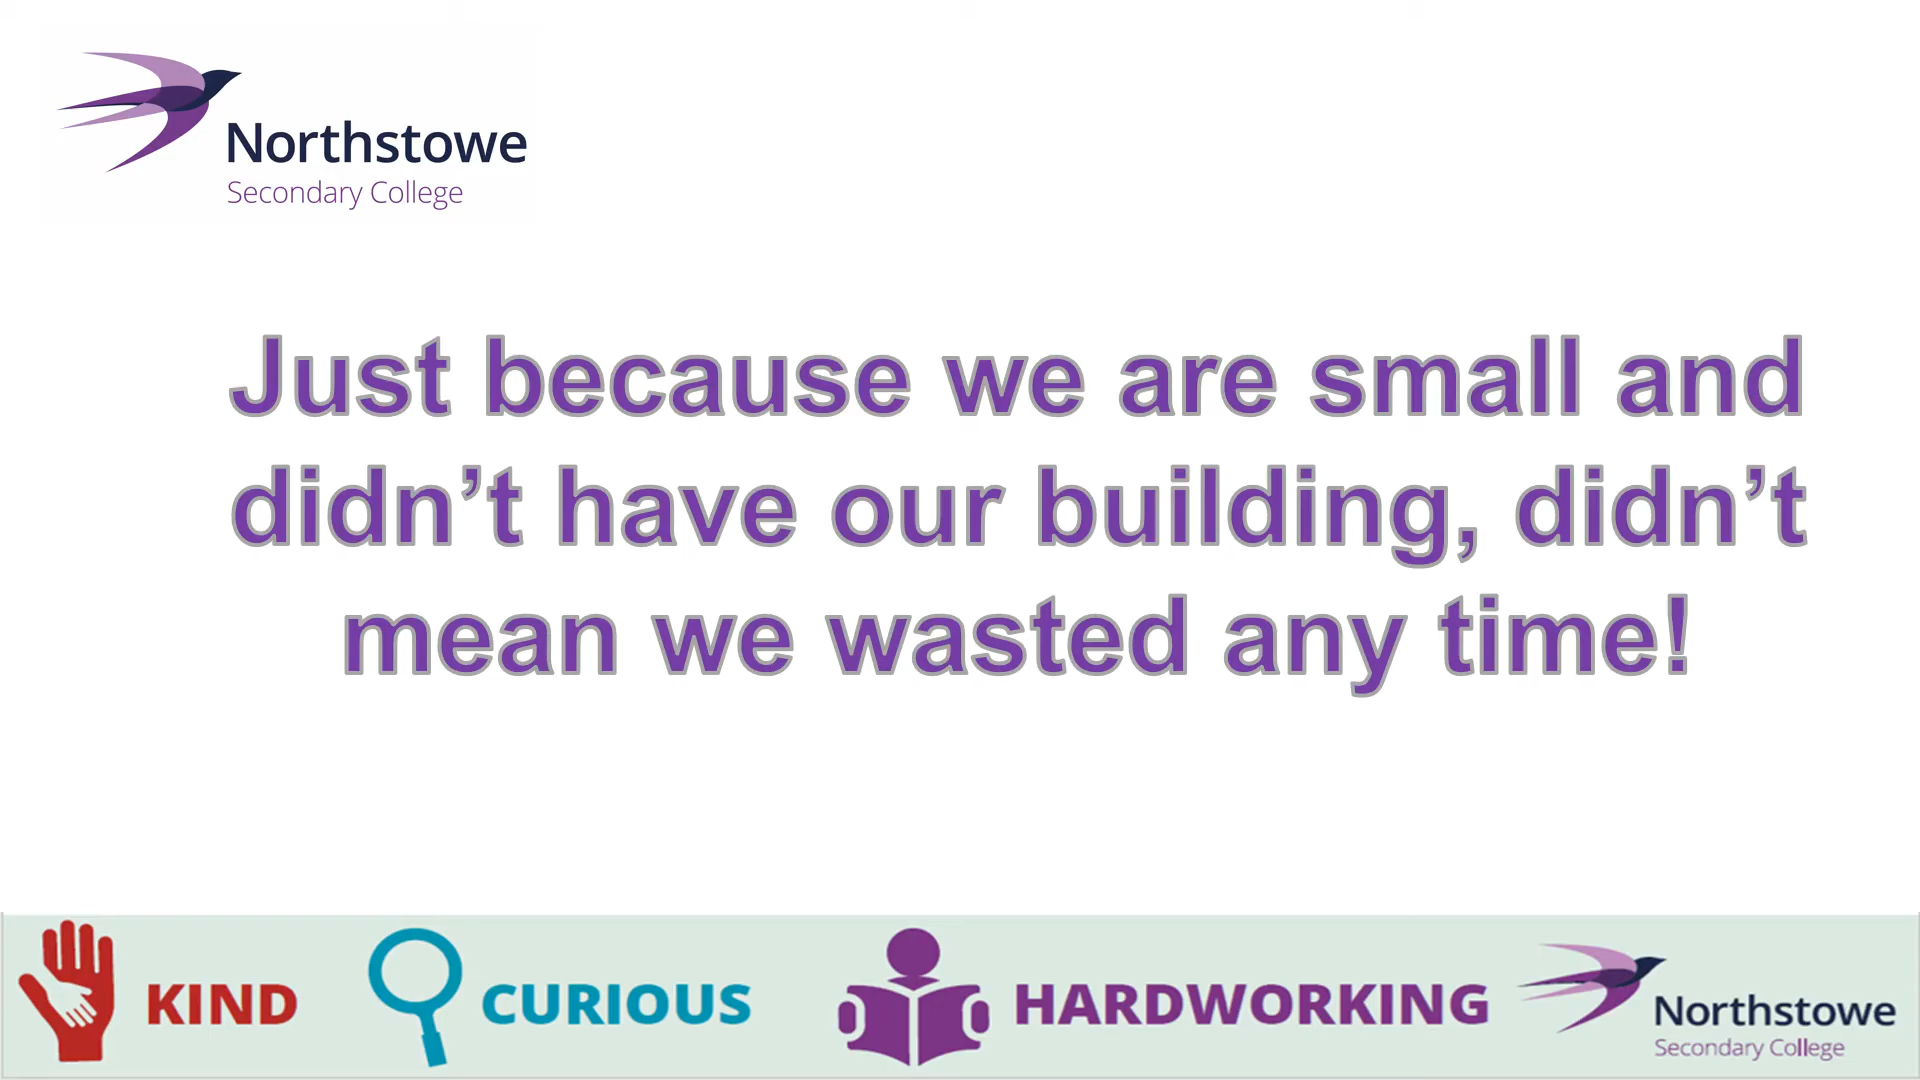 Northstowe
Secondary College
Just because we are small and
didn’t have our building, didn’t
mean we wasted any time!
KIND
CURIOUS
HARDWORKING
Northstowe
Secondary College